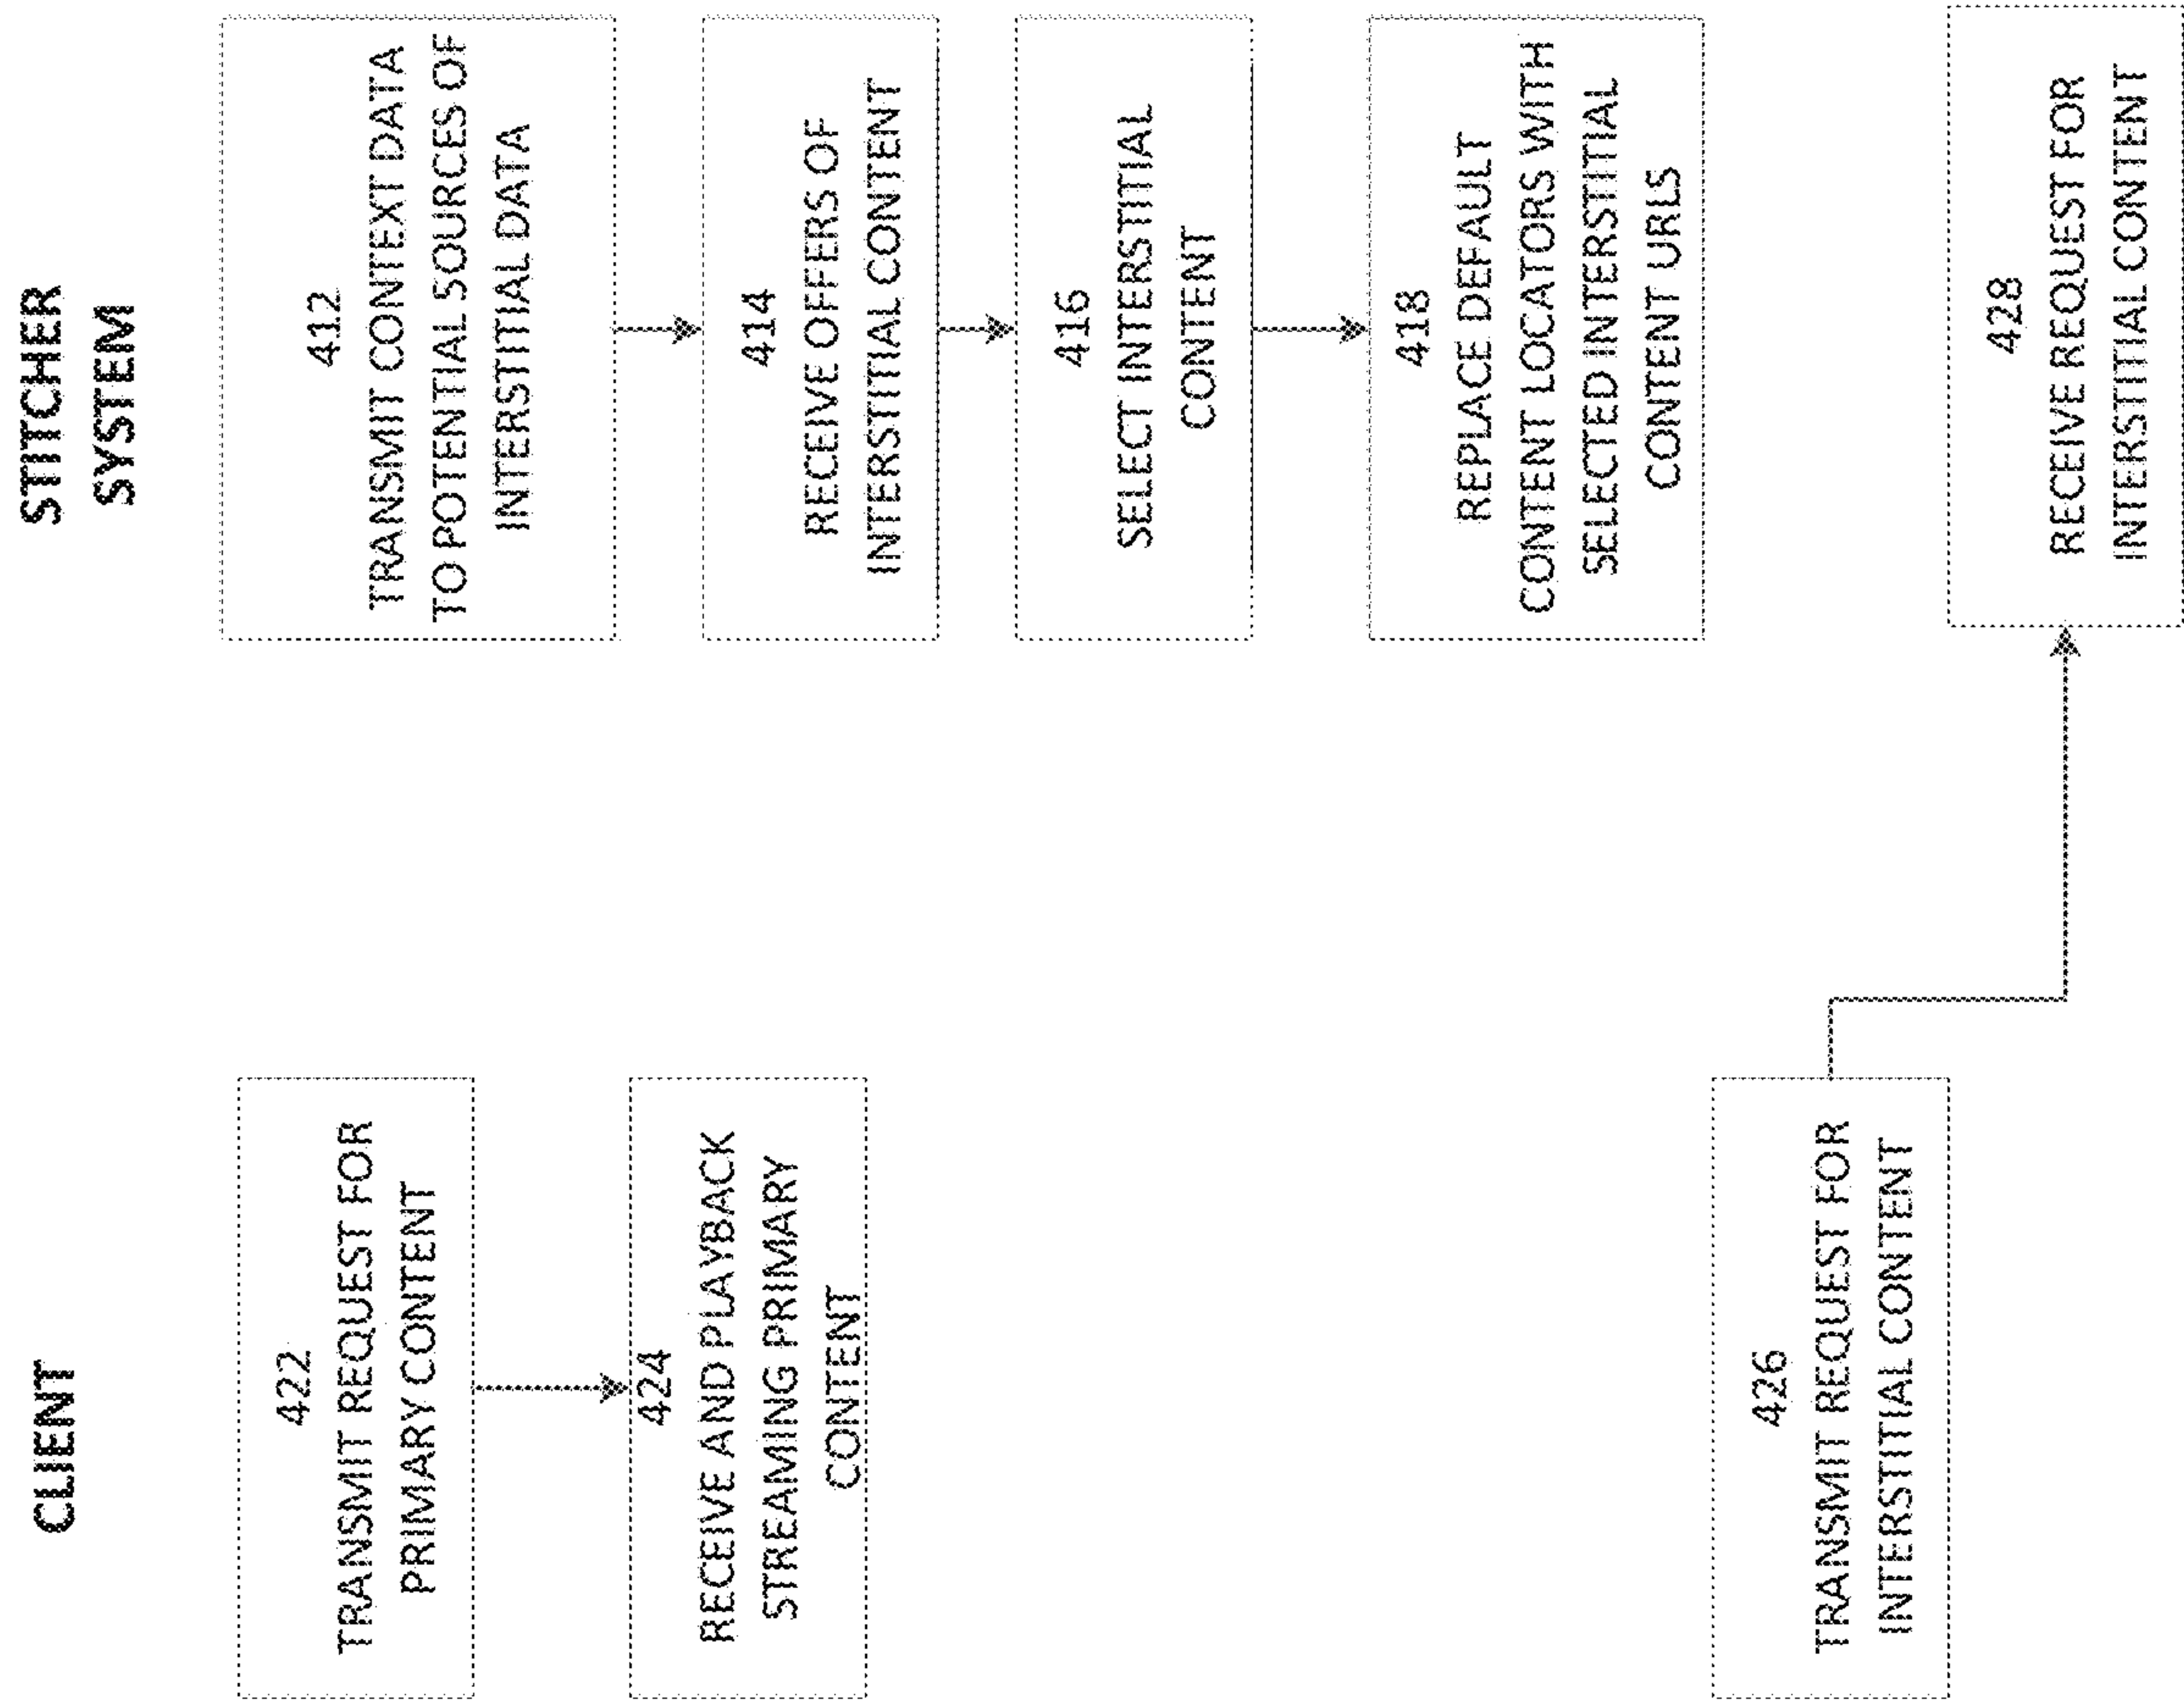 CLIENT
422
TRANSMIT REQUEST FOR
PRIMARY CONTENT
424
RECEIVE AND PLAYBACK
STREAMING PRIMARY
CONTENT
426
TRANSMIT REQUEST FOR
INTERSTITIAL CONTENT
STITCHER
SYSTEM
412
TRANSMIT CONTEXT DATA
TO POTENTIAL SOURCES OF
INTERSTITIAL DATA
414
RECEIVE OFFERS OF
INTERSTITIAL CONTENT
416
SELECT INTERSTITIAL
CONTENT
418
REPLACE DEFAULT
CONTENT LOCATORS WITH
SELECTED INTERSTITIAL
CONTENT URLS
428
RECEIVE REQUEST FOR
INTERSTITIAL CONTENT